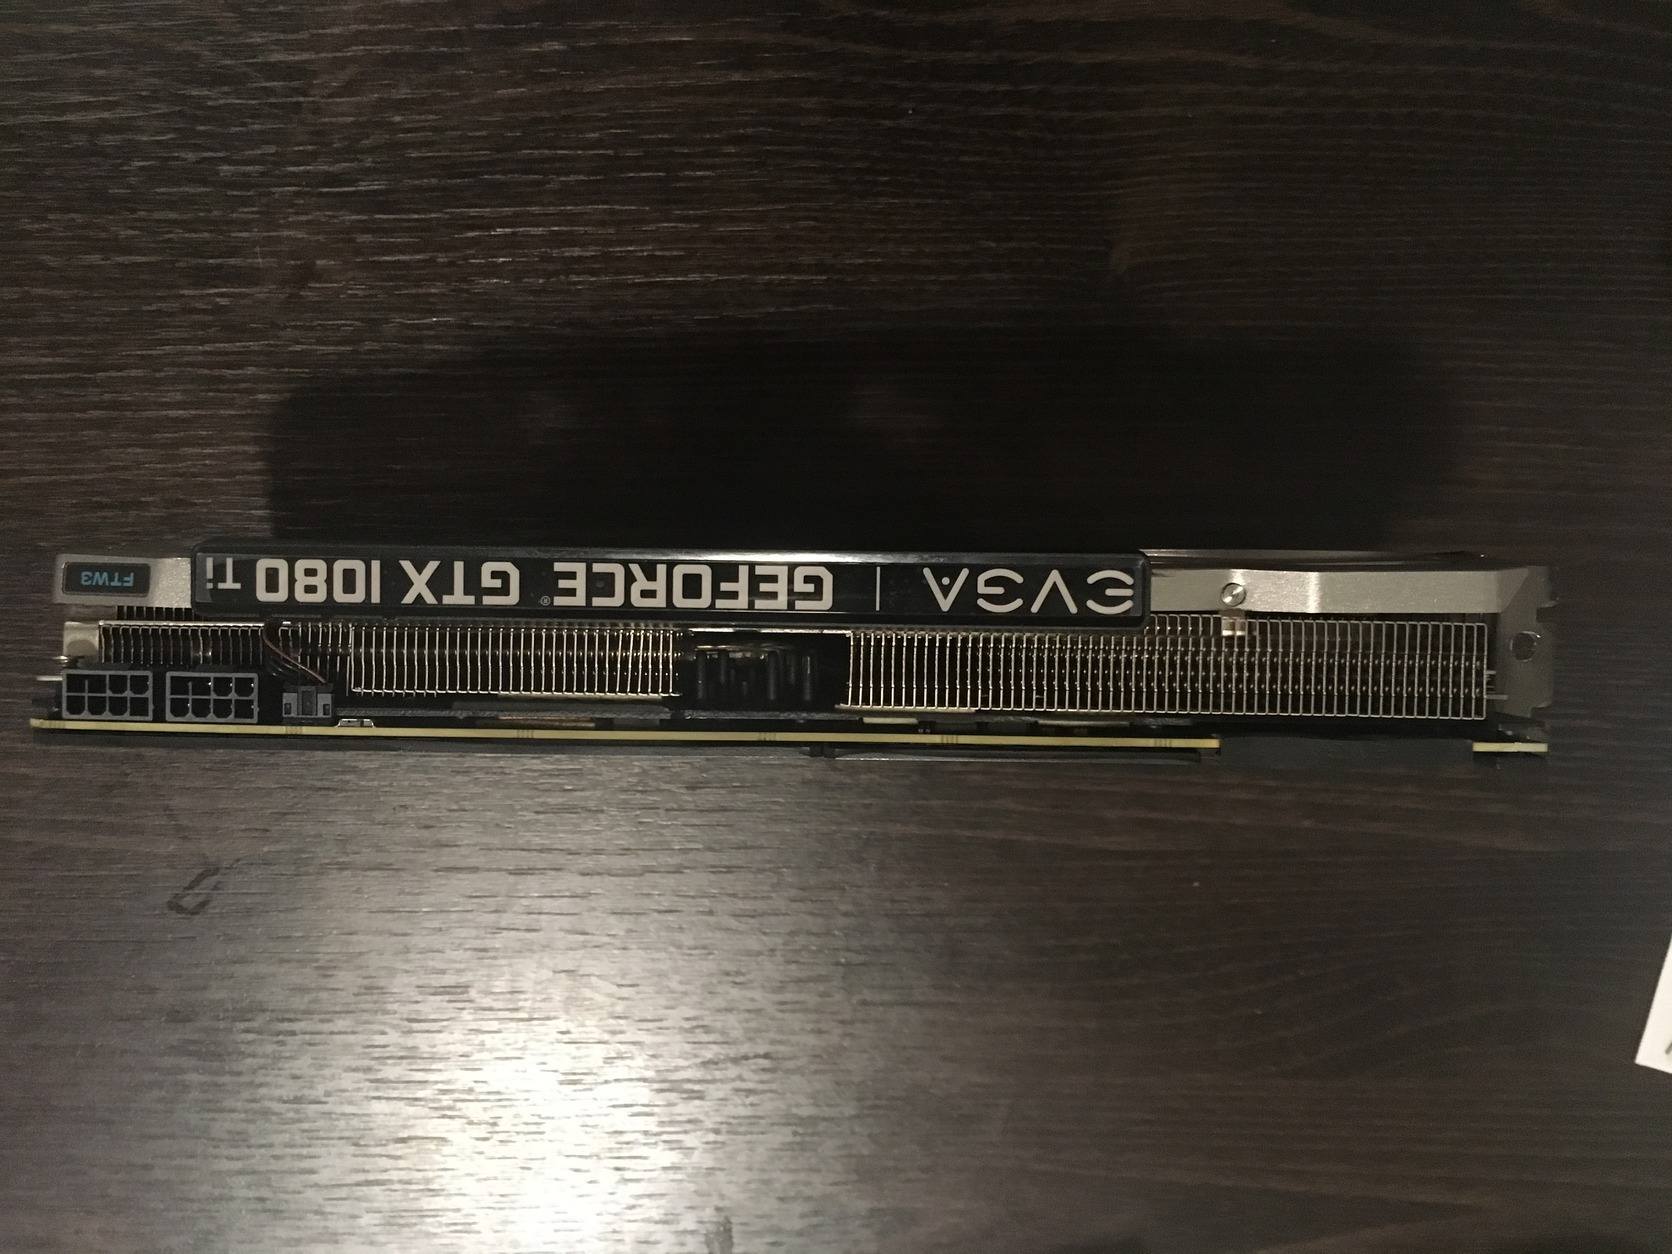 EVGA | GEFORCE® GTX 1080 Ti
FTW3